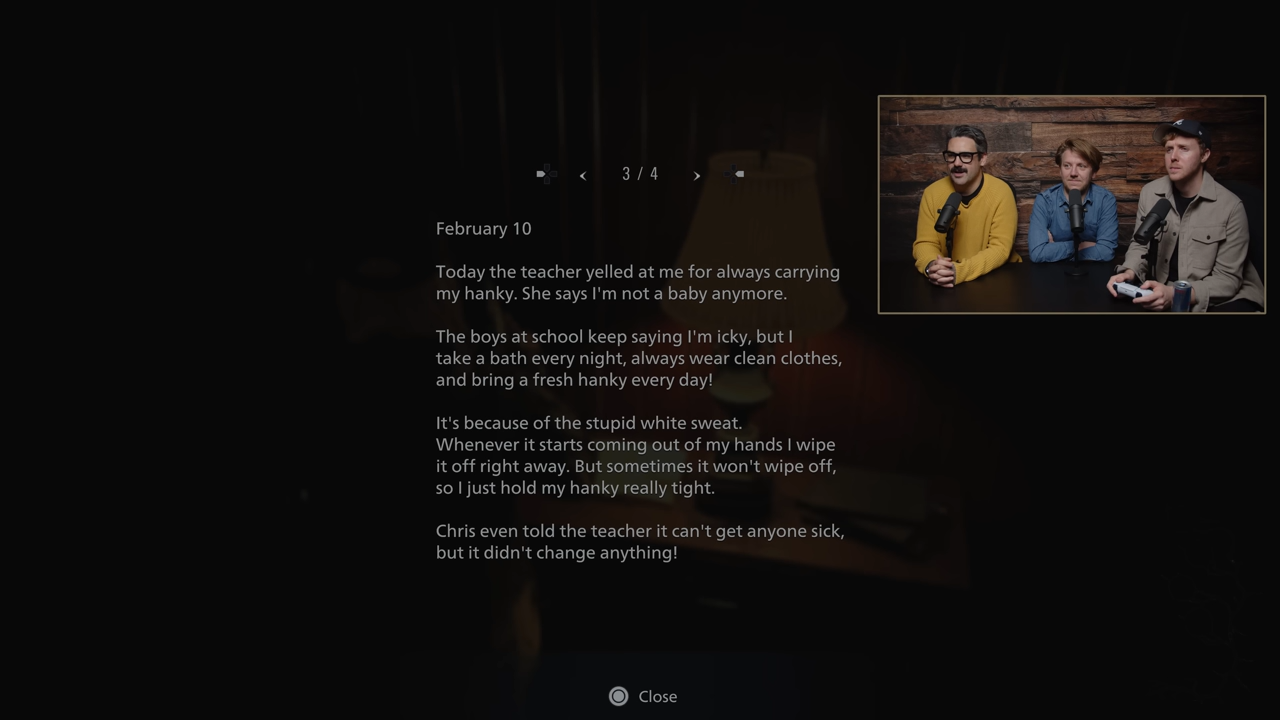 3 / 4
February 10
Today the teacher yelled at me for always carrying
my hanky. She says I'm not a baby anymore.
The boys at school keep saying I'm icky, but I
take a bath every night, always wear clean clothes,
and bring a fresh hanky every day!
It's because of the stupid white sweat.
Whenever it starts coming out of my hands I wipe
it off right away. But sometimes it won't wipe off,
so I just hold my hanky really tight.
Chris even told the teacher it can't get anyone sick,
but it didn't change anything!
Close